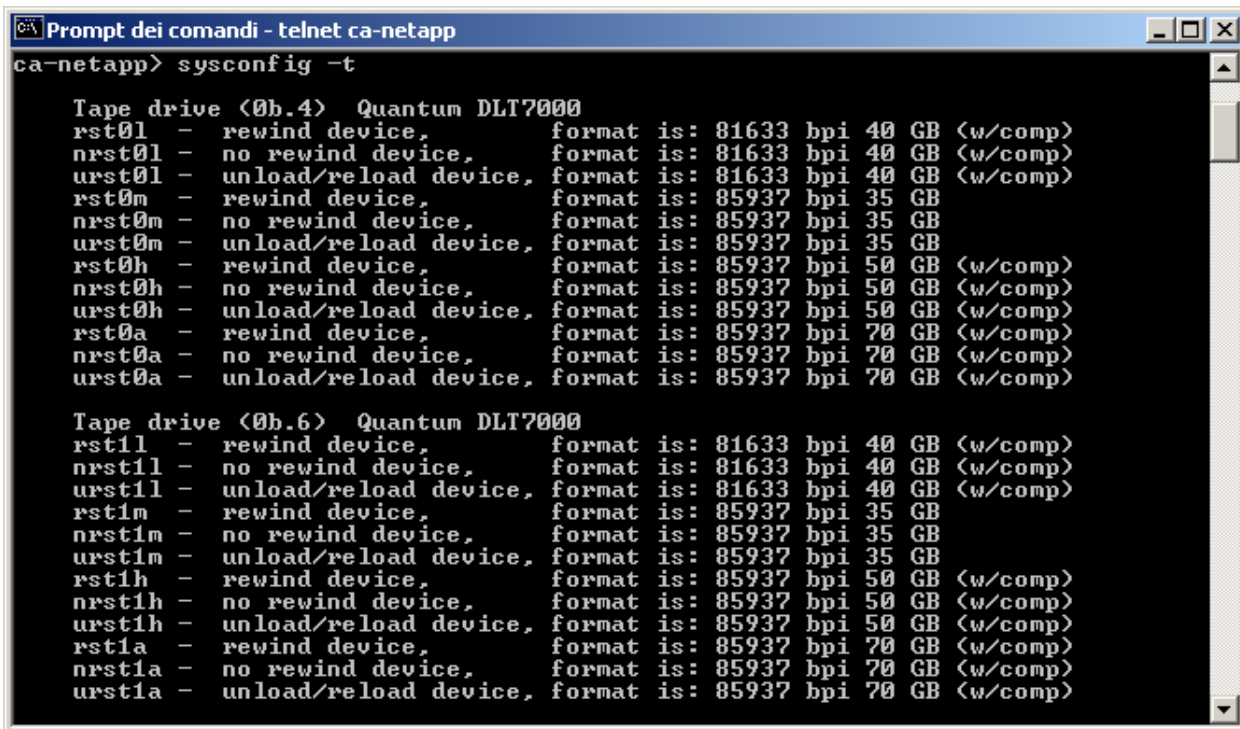 Prompt dei comandi - telnet ca-netapp
ca-netapp> sysconfig -t
Tape drive (0b.4)  Quantum DLT7000
rst0l  -  rewind device,        format is: 81633 bpi 40 GB (w/comp)
nrst0l -  no rewind device,     format is: 81633 bpi 40 GB (w/comp)
urst0l -  unload/reload device, format is: 81633 bpi 40 GB (w/comp)
rst0m  -  rewind device,        format is: 85937 bpi 35 GB
nrst0m -  no rewind device,     format is: 85937 bpi 35 GB
urst0m -  unload/reload device, format is: 85937 bpi 35 GB
rst0h  -  rewind device,        format is: 85937 bpi 50 GB (w/comp)
nrst0h -  no rewind device,     format is: 85937 bpi 50 GB (w/comp)
urst0h -  unload/reload device, format is: 85937 bpi 50 GB (w/comp)
rst0a  -  rewind device,        format is: 85937 bpi 70 GB (w/comp)
nrst0a -  no rewind device,     format is: 85937 bpi 70 GB (w/comp)
urst0a -  unload/reload device, format is: 85937 bpi 70 GB (w/comp)
Tape drive (0b.6)  Quantum DLT7000
rst1l  -  rewind device,        format is: 81633 bpi 40 GB (w/comp)
nrst1l -  no rewind device,     format is: 81633 bpi 40 GB (w/comp)
urst1l -  unload/reload device, format is: 81633 bpi 40 GB (w/comp)
rst1m  -  rewind device,        format is: 85937 bpi 35 GB
nrst1m -  no rewind device,     format is: 85937 bpi 35 GB
urst1m -  unload/reload device, format is: 85937 bpi 35 GB
rst1h  -  rewind device,        format is: 85937 bpi 50 GB (w/comp)
nrst1h -  no rewind device,     format is: 85937 bpi 50 GB (w/comp)
urst1h -  unload/reload device, format is: 85937 bpi 50 GB (w/comp)
rst1a  -  rewind device,        format is: 85937 bpi 70 GB (w/comp)
nrst1a -  no rewind device,     format is: 85937 bpi 70 GB (w/comp)
urst1a -  unload/reload device, format is: 85937 bpi 70 GB (w/comp)